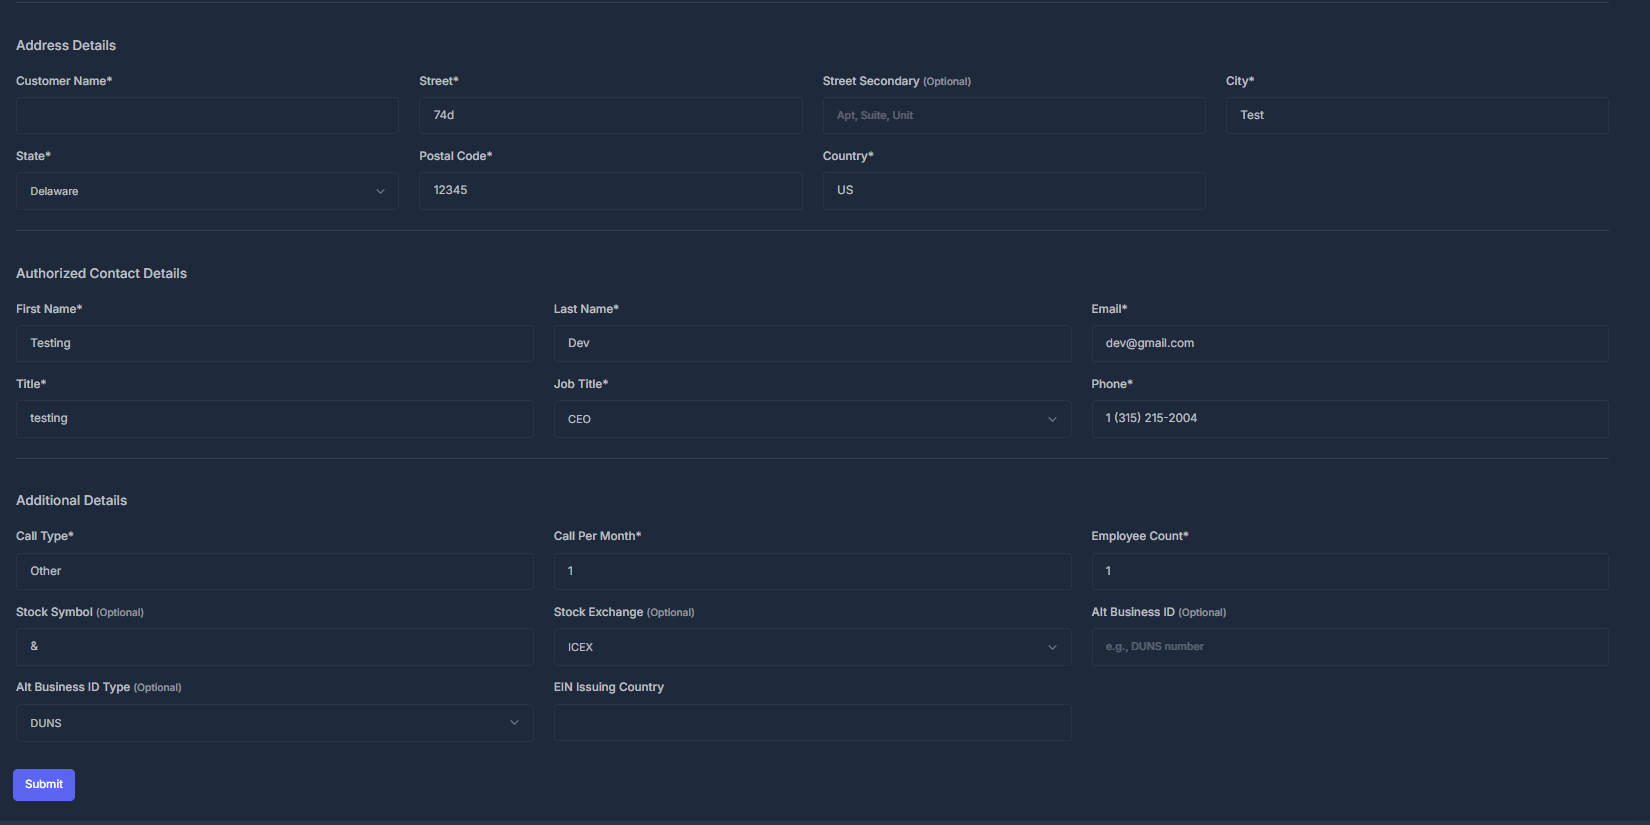 Address Details
Customer Name* Street* Street Secondary (Optional) City*
74d Apt, Suite, Unit Test
State* Postal Code* Country*
Delaware 12345 US
Authorized Contact Details
First Name* Last Name* Email*
Testing Dev dev@gmail.com
Title* Job Title* Phone*
testing CEO 1 (315) 215-2004
Additional Details
Call Type* Call Per Month* Employee Count*
Other 1 1
Stock Symbol (Optional) Stock Exchange (Optional) Alt Business ID (Optional)
& ICEX e.g., DUNS number
Alt Business ID Type (Optional) EIN Issuing Country
DUNS
Submit